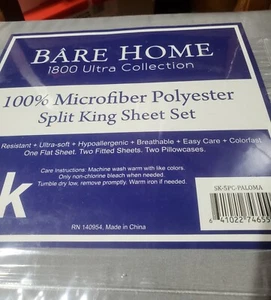 BARE HOME
1800 Ultra Collection
100% Microfiber Polyester
Split King Sheet Set
Resistant + Ultra-soft + Hypoallergenic + Breathable + Easy Care + Colorfast
One Flat Sheet. Two Fitted Sheets. Two Pillowcases.
k
Care Instructions: Machine wash warm with like colors.
Only non-chlorine bleach when needed.
Tumble dry low, remove promptly. Warm iron if needed.
RN 140954. Made in China
SK-5PC-PALOMA
6 41022 74655